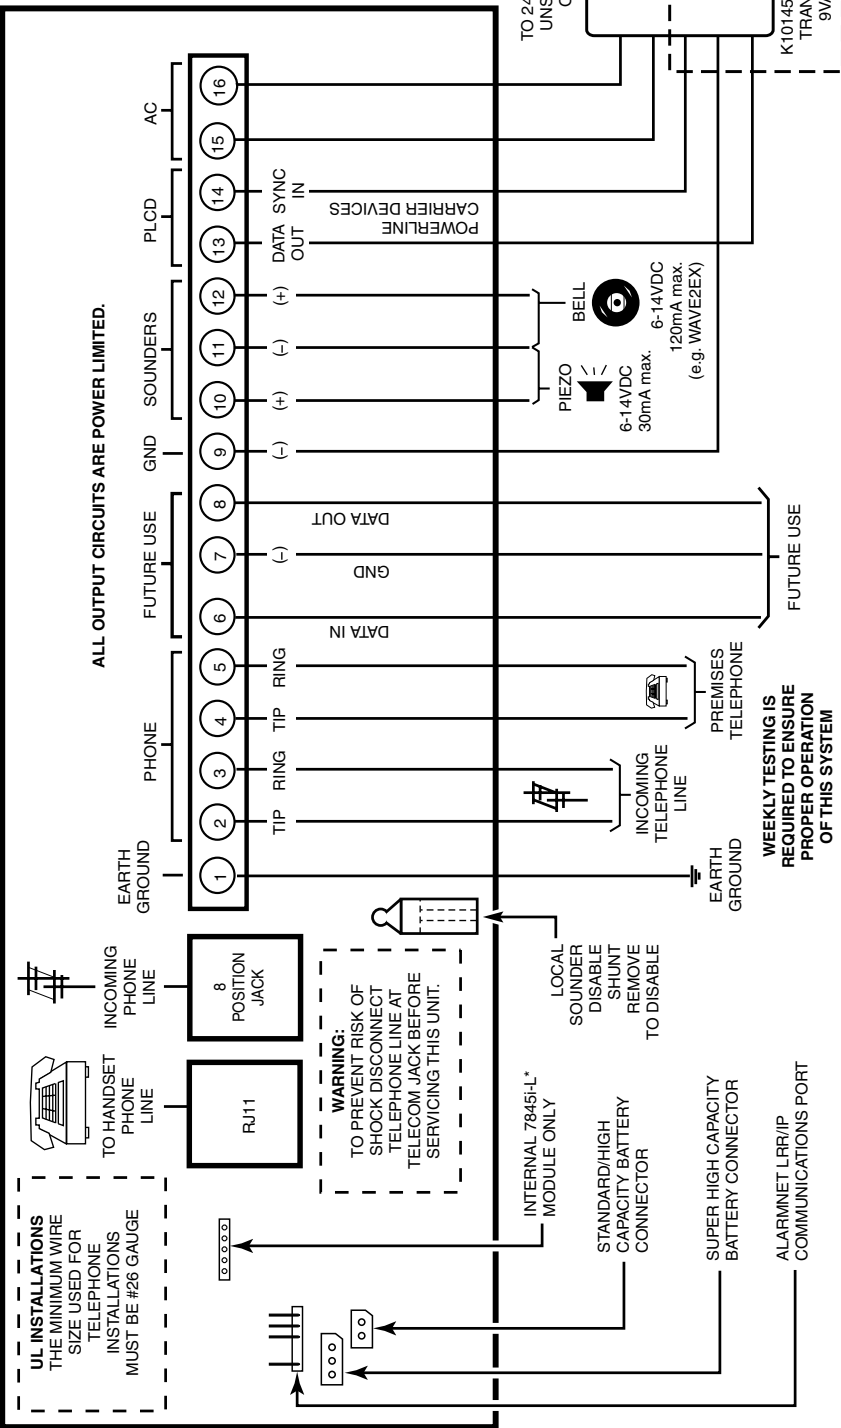 UL INSTALLATIONS
THE MINIMUM WIRE
SIZE USED FOR
TELEPHONE
INSTALLATIONS
MUST BE #26 GAUGE
TO HANDSET
PHONE
LINE
INCOMING
PHONE
LINE
RJ11
8
POSITION
JACK
WARNING:
TO PREVENT RISK OF
SHOCK DISCONNECT
TELEPHONE LINE AT
TELECOM JACK BEFORE
SERVICING THIS UNIT.
ALL OUTPUT CIRCUITS ARE POWER LIMITED.
EARTH
GROUND
PHONE
FUTURE USE
GND
SOUNDERS
PLCD
AC
1
2
3
4
5
6
7
8
9
10
11
12
13
14
15
16
TIP
RING
TIP
RING
(–)
(–)
(+)
(–)
(+)
DATA
OUT
SYNC
IN
DATA IN
GND
DATA OUT
POWERLINE
CARRIER DEVICES
INTERNAL 7845i-L*
MODULE ONLY
STANDARD/HIGH
CAPACITY BATTERY
CONNECTOR
SUPER HIGH CAPACITY
BATTERY CONNECTOR
ALARMNET LRR/IP
COMMUNICATIONS PORT
LOCAL
SOUNDER
DISABLE
SHUNT
REMOVE
TO DISABLE
EARTH
GROUND
INCOMING
TELEPHONE
LINE
PREMISES
TELEPHONE
WEEKLY TESTING IS
REQUIRED TO ENSURE
PROPER OPERATION
OF THIS SYSTEM
FUTURE USE
PIEZO
6-14VDC
30mA max.
BELL
6-14VDC
120mA max.
(e.g. WAVE2EX)
TO 24
UNS
K10145
TRAN
9VA